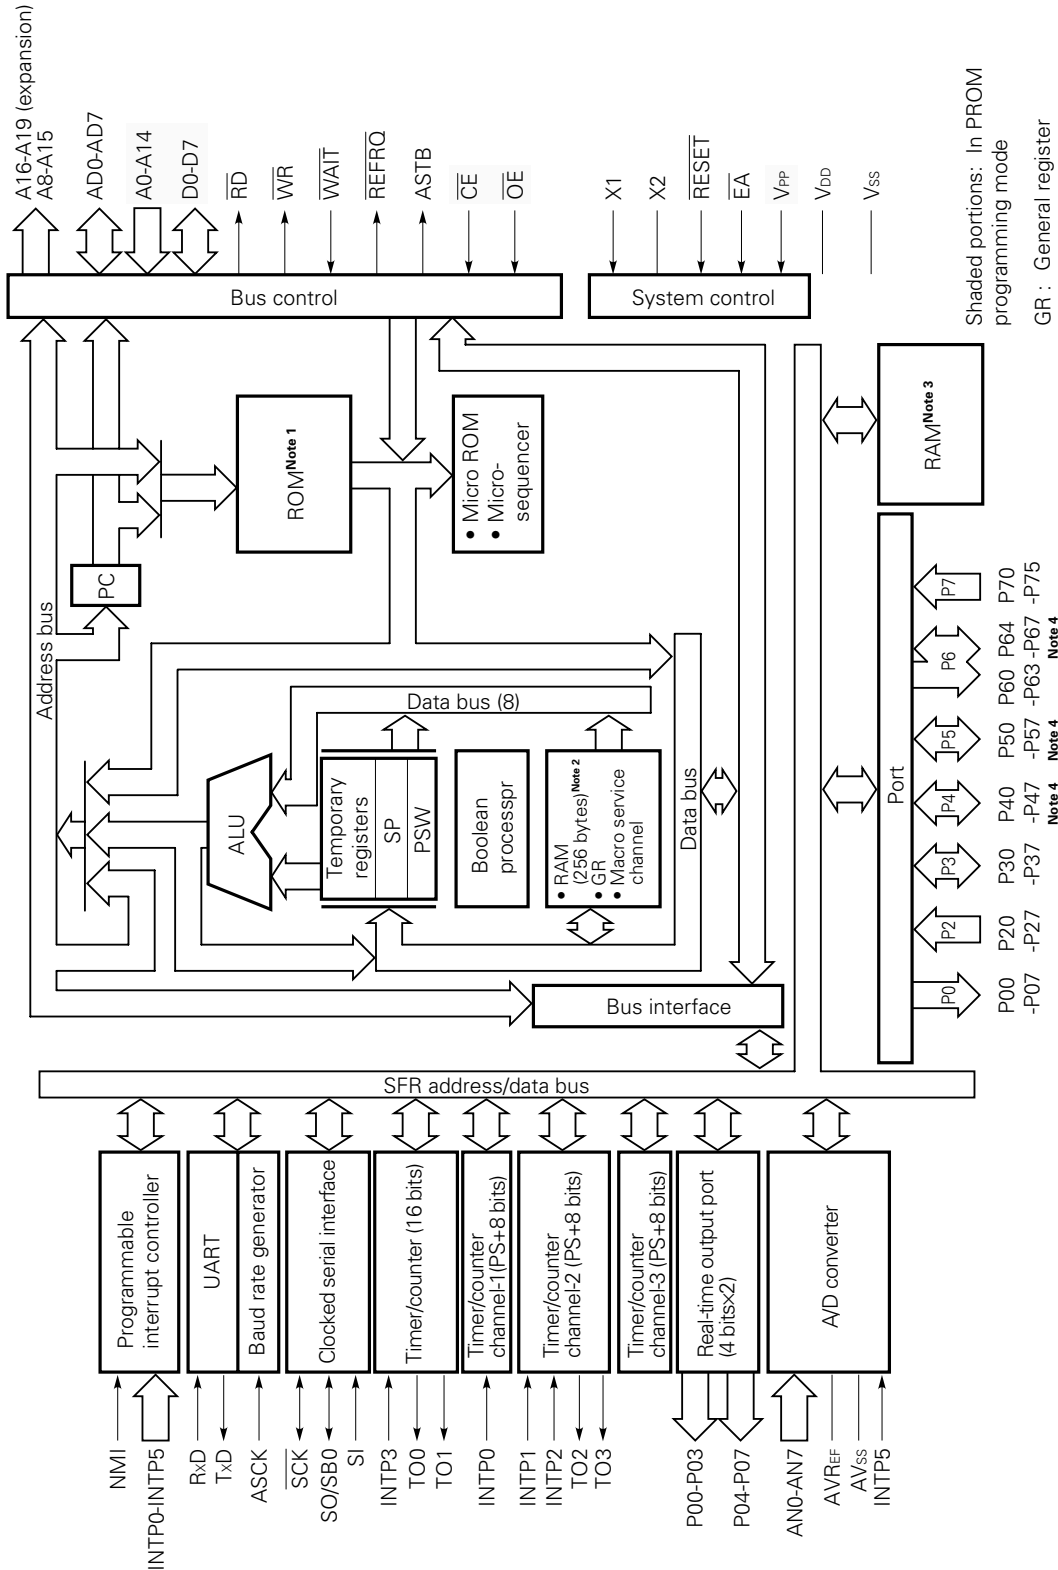 NMI
INTP0-INTP5
RxD
TxD
ASCK
SCK
SO/SB0
SI
INTP3
TO0
TO1
INTP0
INTP1
INTP2
TO2
TO3
P00-P03
P04-P07
AN0-AN7
AVREF
AVSS
INTP5
Programmable
interrupt controller
UART
Baud rate generator
Clocked serial interface
Timer/counter (16 bits)
Timer/counter
channel-1(PS+8 bits)
Timer/counter
channel-2 (PS+8 bits)
Timer/counter
channel-3 (PS+8 bits)
Real-time output port
(4 bits×2)
A/D converter
SFR address/data bus
Bus interface
Address bus
ALU
Temporary
registers
SP
PSW
Boolean
processpr
• RAM
(256 bytes)Note 2
• GR
• Macro service
channel
Data bus (8)
Data bus
PC
ROMNote 1
• Micro ROM
• Micro-
sequencer
Bus control
System control
A16-A19 (expansion)
A8-A15
AD0-AD7
A0-A14
D0-D7
RD
WR
WAIT
REFRQ
ASTB
CE
OE
X1
X2
RESET
EA
VPP
VDD
VSS
Port
RAMNote 3
P0
P2
P3
P4
P5
P6
P7
P00
-P07
P20
-P27
P30
-P37
P40
-P47
Note 4
P50
-P57
Note 4
P60 P64
-P63 -P67
Note 4
P70
-P75
Shaded portions: In PROM
programming mode
GR : General register